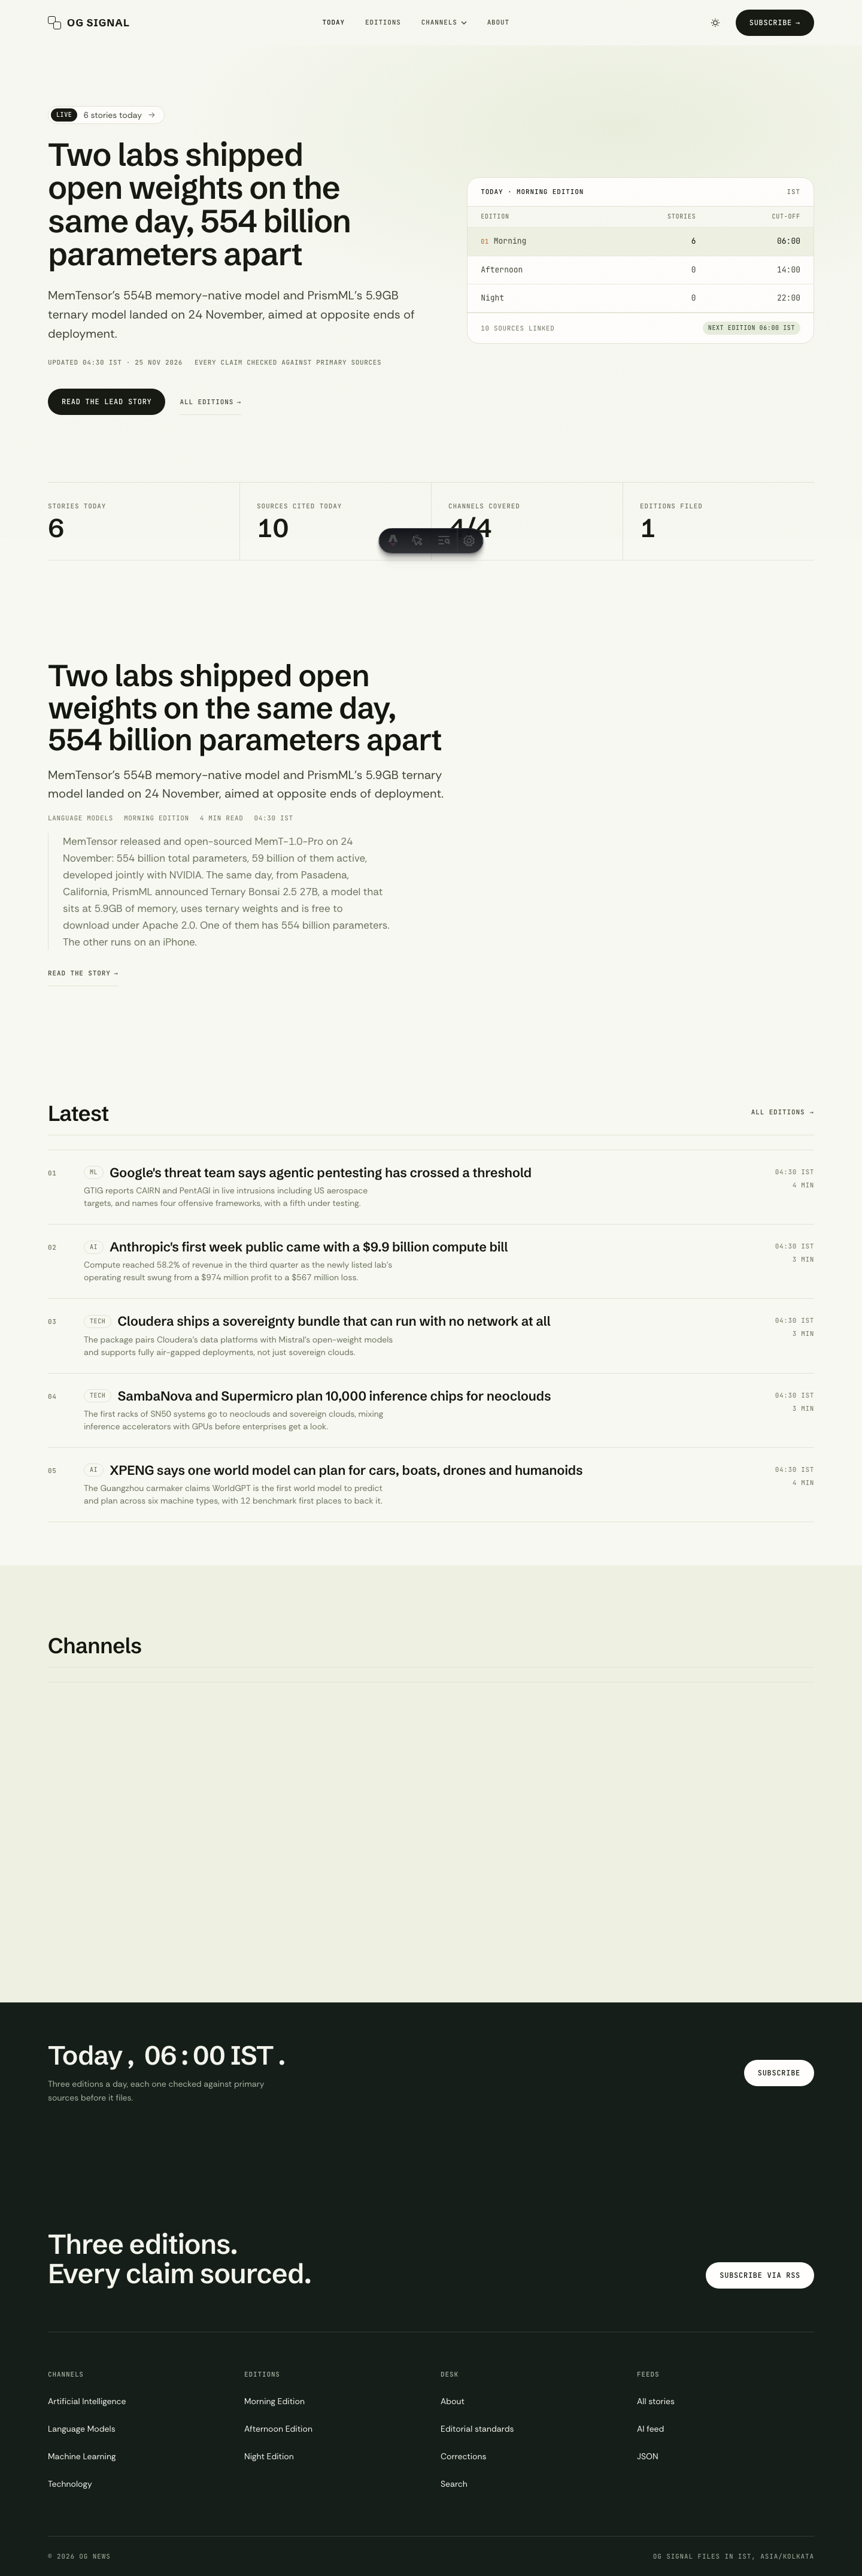 OG SIGNAL
TODAY EDITIONS CHANNELS ABOUT
SUBSCRIBE →
LIVE 6 stories today →
Two labs shipped
open weights on the
same day, 554 billion
parameters apart
MemTensor's 554B memory-native model and PrismML's 5.9GB
ternary model landed on 24 November, aimed at opposite ends of
deployment.
UPDATED 04:30 IST · 25 NOV 2026 EVERY CLAIM CHECKED AGAINST PRIMARY SOURCES
READ THE LEAD STORY ALL EDITIONS →
TODAY · MORNING EDITION IST
EDITION STORIES CUT-OFF
01 Morning 6 06:00
Afternoon 0 14:00
Night 0 22:00
10 SOURCES LINKED NEXT EDITION 06:00 IST
STORIES TODAY
6
SOURCES CITED TODAY
10
CHANNELS COVERED
4/4
EDITIONS FILED
1
Two labs shipped open
weights on the same day,
554 billion parameters apart
MemTensor's 554B memory-native model and PrismML's 5.9GB ternary
model landed on 24 November, aimed at opposite ends of deployment.
LANGUAGE MODELS MORNING EDITION 4 MIN READ 04:30 IST
MemTensor released and open-sourced MemT-1.0-Pro on 24
November: 554 billion total parameters, 59 billion of them active,
developed jointly with NVIDIA. The same day, from Pasadena,
California, PrismML announced Ternary Bonsai 2.5 27B, a model that
sits at 5.9GB of memory, uses ternary weights and is free to
download under Apache 2.0. One of them has 554 billion parameters.
The other runs on an iPhone.
READ THE STORY →
Latest
ALL EDITIONS →
01 ML Google's threat team says agentic pentesting has crossed a threshold 04:30 IST
GTIG reports CAIRN and PentAGI in live intrusions including US aerospace 4 MIN
targets, and names four offensive frameworks, with a fifth under testing.
02 AI Anthropic's first week public came with a $9.9 billion compute bill 04:30 IST
Compute reached 58.2% of revenue in the third quarter as the newly listed lab's 3 MIN
operating result swung from a $974 million profit to a $567 million loss.
03 TECH Cloudera ships a sovereignty bundle that can run with no network at all 04:30 IST
The package pairs Cloudera's data platforms with Mistral's open-weight models 3 MIN
and supports fully air-gapped deployments, not just sovereign clouds.
04 TECH SambaNova and Supermicro plan 10,000 inference chips for neoclouds 04:30 IST
The first racks of SN50 systems go to neoclouds and sovereign clouds, mixing 3 MIN
inference accelerators with GPUs before enterprises get a look.
05 AI XPENG says one world model can plan for cars, boats, drones and humanoids 04:30 IST
The Guangzhou carmaker claims WorldGPT is the first world model to predict 4 MIN
and plan across six machine types, with 12 benchmark first places to back it.
Channels
Today, 06:00 IST.
Three editions a day, each one checked against primary
sources before it files.
SUBSCRIBE
Three editions.
Every claim sourced.
SUBSCRIBE VIA RSS
CHANNELS EDITIONS DESK FEEDS
Artificial Intelligence Morning Edition About All stories
Language Models Afternoon Edition Editorial standards AI feed
Machine Learning Night Edition Corrections JSON
Technology Search
© 2026 OG NEWS OG SIGNAL FILES IN IST, ASIA/KOLKATA